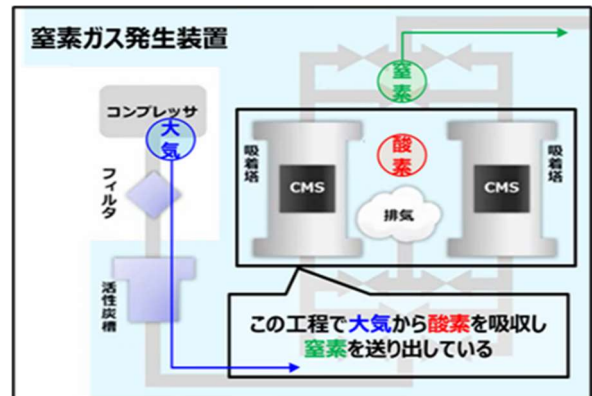 窒素ガス発生装置
窒素
コンプレッサ
大気
酸素
吸着塔
吸着塔
CMS
CMS
フィルタ
排気
活性炭槽
この工程で大気から酸素を吸収し
窒素を送り出している